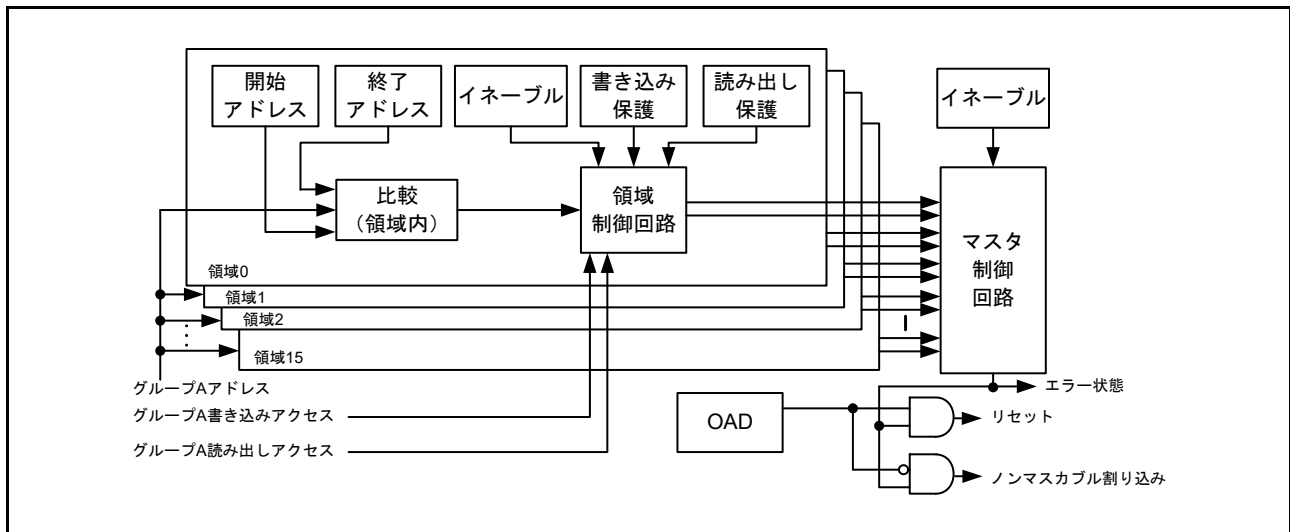 開始
アドレス
終了
アドレス
イネーブル
書き込み
保護
読み出し
保護
イネーブル
比較
（領域内）
領域
制御回路
マスタ
制御
回路
領域0
領域1
領域2
領域15
グループAアドレス
グループA書き込みアクセス
グループA読み出しアクセス
OAD
エラー状態
リセット
ノンマスカブル割り込み